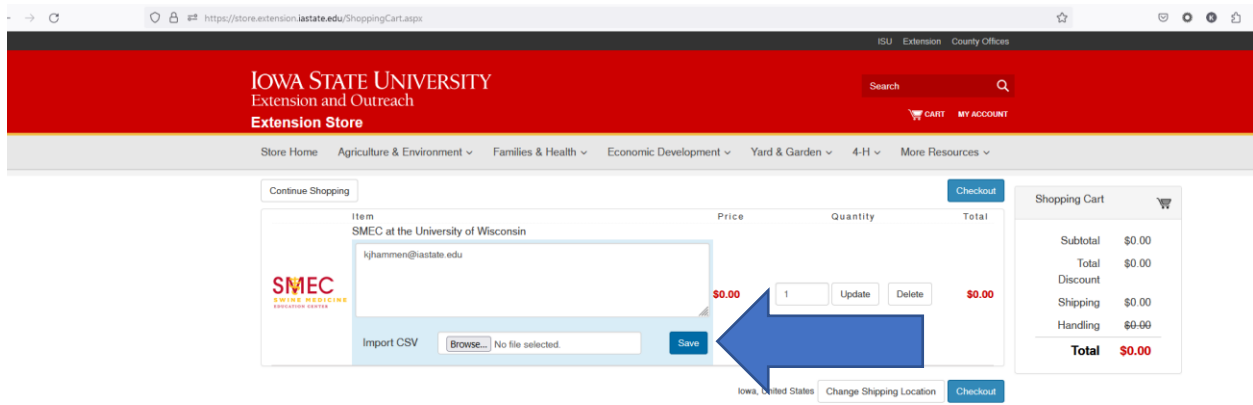 https://store.extension.iastate.edu/ShoppingCart.aspx
ISU Extension County Offices
IOWA STATE UNIVERSITY
Extension and Outreach
Extension Store
Search
CART MY ACCOUNT
Store Home Agriculture & Environment Families & Health Economic Development Yard & Garden 4-H More Resources
Continue Shopping Checkout
Item Price Quantity Total
SMEC at the University of Wisconsin
kjhammen@iastate.edu
SMEC
SWINE MEDICINE
EDUCATION CENTER
$0.00 1 Update Delete $0.00
Import CSV Browse... No file selected. Save
Iowa, United States Change Shipping Location Checkout
Shopping Cart
Subtotal $0.00
Total Discount $0.00
Shipping $0.00
Handling $0.00
Total $0.00